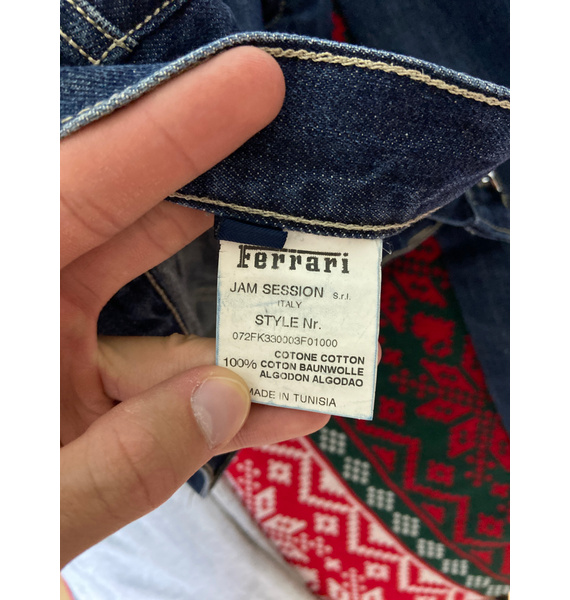 Ferrari
JAM SESSION s.r.l.
ITALY
STYLE Nr.
072FK330003F01000
COTONE COTTON
100% COTON BAUNWOLLE
ALGODON ALGODAO
MADE IN TUNISIA